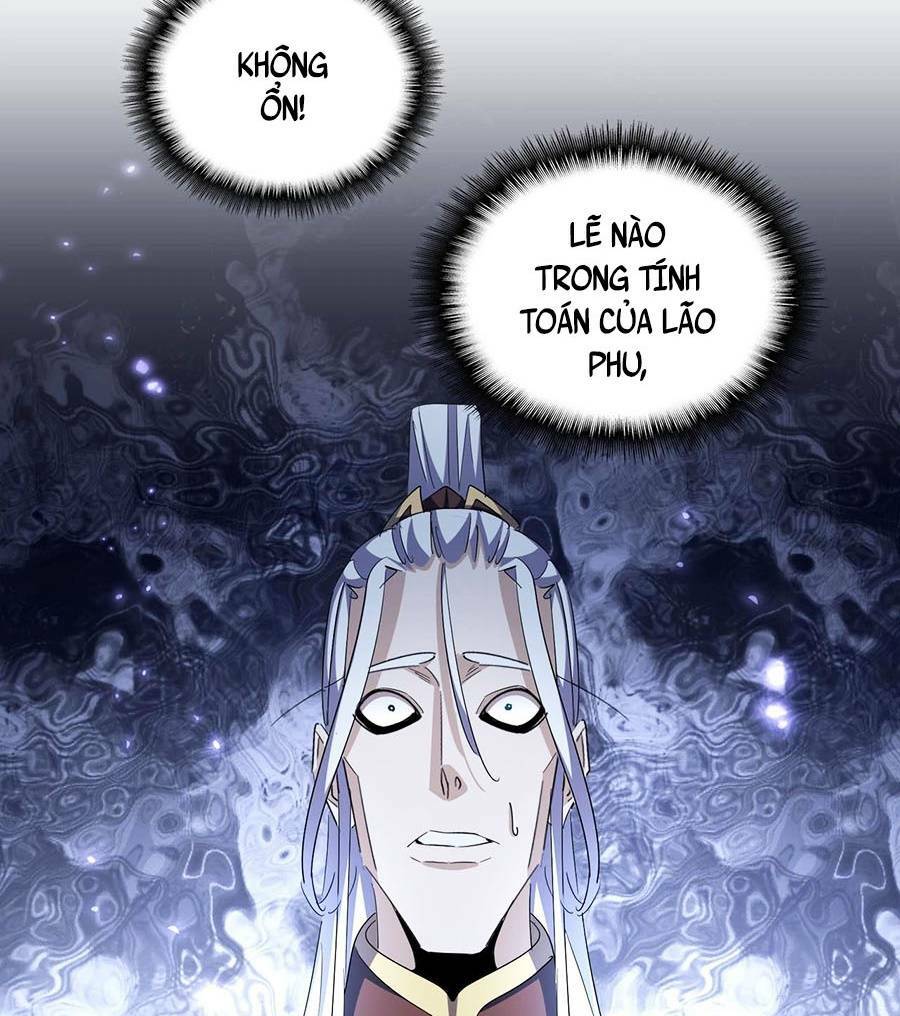 KHÔNG
ỔN!
LẼ NÀO
TRONG TÍNH
TOÁN CỦA LÃO
PHU,